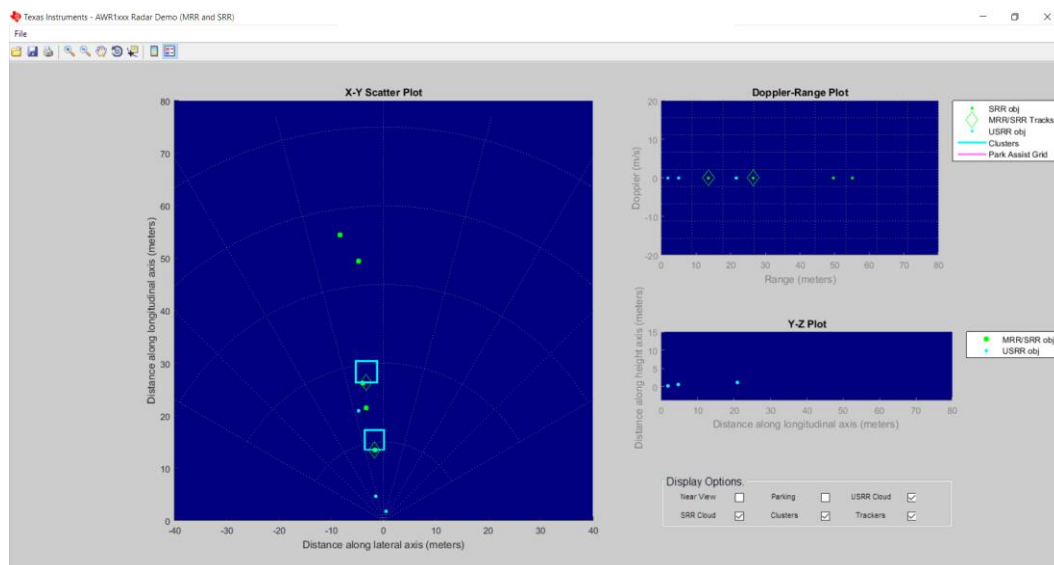 Texas Instruments - AWR1xxx Radar Demo (MRR and SRR)
File
X-Y Scatter Plot
80
70
60
50
40
30
20
10
0
-40 -30 -20 -10 0 10 20 30 40
Distance along longitudinal axis (meters)
Distance along lateral axis (meters)
Doppler-Range Plot
20
10
0
-10
-20
0 10 20 30 40 50 60 70 80
Doppler (m/s)
Range (meters)
SRR obj
MRR/SRR Tracks
USRR obj
Clusters
Park Assist Grid
Y-Z Plot
15
10
5
0
0 10 20 30 40 50 60 70 80
Distance along height axis (meters)
Distance along longitudinal axis (meters)
MRR/SRR obj
USRR obj
Display Options.
Near View Parking USRR Cloud
SRR Cloud Clusters Trackers